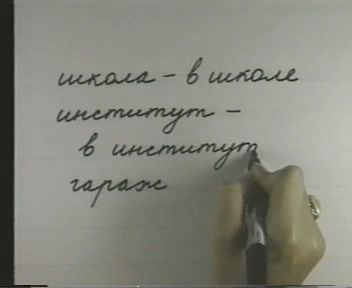 школа - в школе
институт -
в институт
гараж